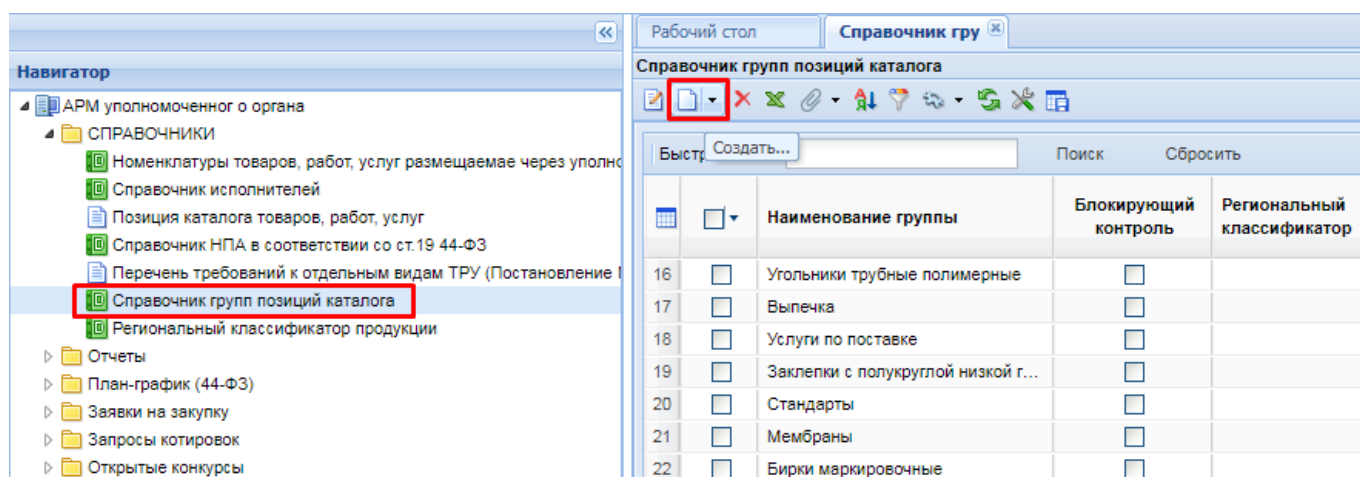 Навигатор
АРМ уполномоченног о органа
СПРАВОЧНИКИ
Номенклатуры товаров, работ, услуг размещаемае через уполно
Справочник исполнителей
Позиция каталога товаров, работ, услуг
Справочник НПА в соответствии со ст.19 44-ФЗ
Перечень требований к отдельным видам ТРУ (Постановление
Справочник групп позиций каталога
Региональный классификатор продукции
Отчеты
План-график (44-ФЗ)
Заявки на закупку
Запросы котировок
Открытые конкурсы
Рабочий стол Справочник гру
Справочник групп позиций каталога
Создать...
Быстр Поиск Сбросить
Наименование группы Блокирующий контроль Региональный классификатор
16 Угольники трубные полимерные
17 Выпечка
18 Услуги по поставке
19 Заклепки с полукруглой низкой г...
20 Стандарты
21 Мембраны
22 Бирки маркировочные